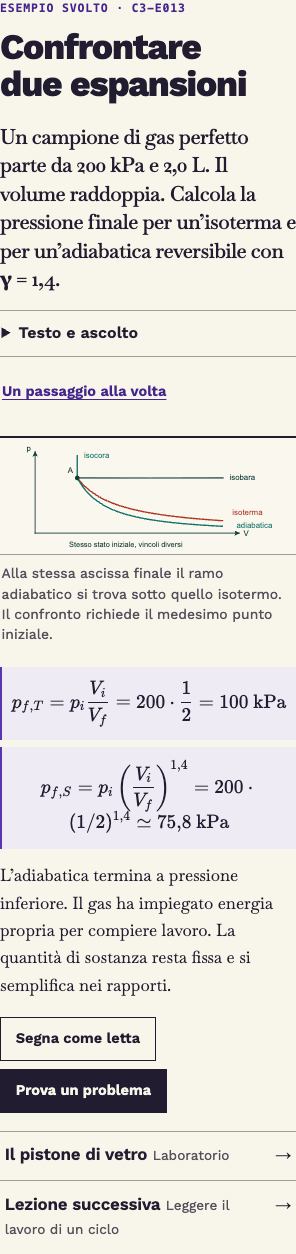 ESEMPIO SVOLTO · C3-E013
Confrontare
due espansioni
Un campione di gas perfetto
parte da 200 kPa e 2,0 L. Il
volume raddoppia. Calcola la
pressione finale per un'isoterma e
per un'adiabatica reversibile con
γ = 1,4.
▶ Testo e ascolto
Un passaggio alla volta
p
isocora
A
isobara
isoterma
adiabatica
V
Stesso stato iniziale, vincoli diversi
Alla stessa ascissa finale il ramo
adiabatico si trova sotto quello isotermo.
Il confronto richiede il medesimo punto
iniziale.
p_{f,T} = p_i \frac{V_i}{V_f} = 200 · \frac{1}{2} = 100 kPa
p_{f,S} = p_i \left(\frac{V_i}{V_f}\right)^{1,4} = 200 ·
(1/2)^{1,4} ≃ 75,8 kPa
L'adiabatica termina a pressione
inferiore. Il gas ha impiegato energia
propria per compiere lavoro. La
quantità di sostanza resta fissa e si
semplifica nei rapporti.
Segna come letta
Prova un problema
Il pistone di vetro Laboratorio →
Lezione successiva Leggere il →
lavoro di un ciclo